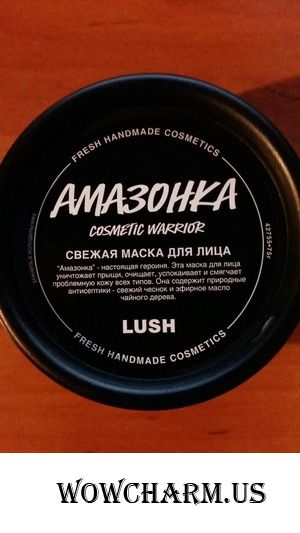 FRESH HANDMADE COSMETICS
АМАЗОНКА
COSMETIC WARRIOR
СВЕЖАЯ МАСКА ДЛЯ ЛИЦА
"Амазонка" - настоящая героиня. Эта маска для лица
уничтожает прыщи, очищает, успокаивает и смягчает
проблемную кожу всех типов. Она содержит природные
антисептики - свежий чеснок и эфирное масло
чайного дерева.
LUSH
FRESH HANDMADE COSMETICS
42755•75г
WOWCHARM.US